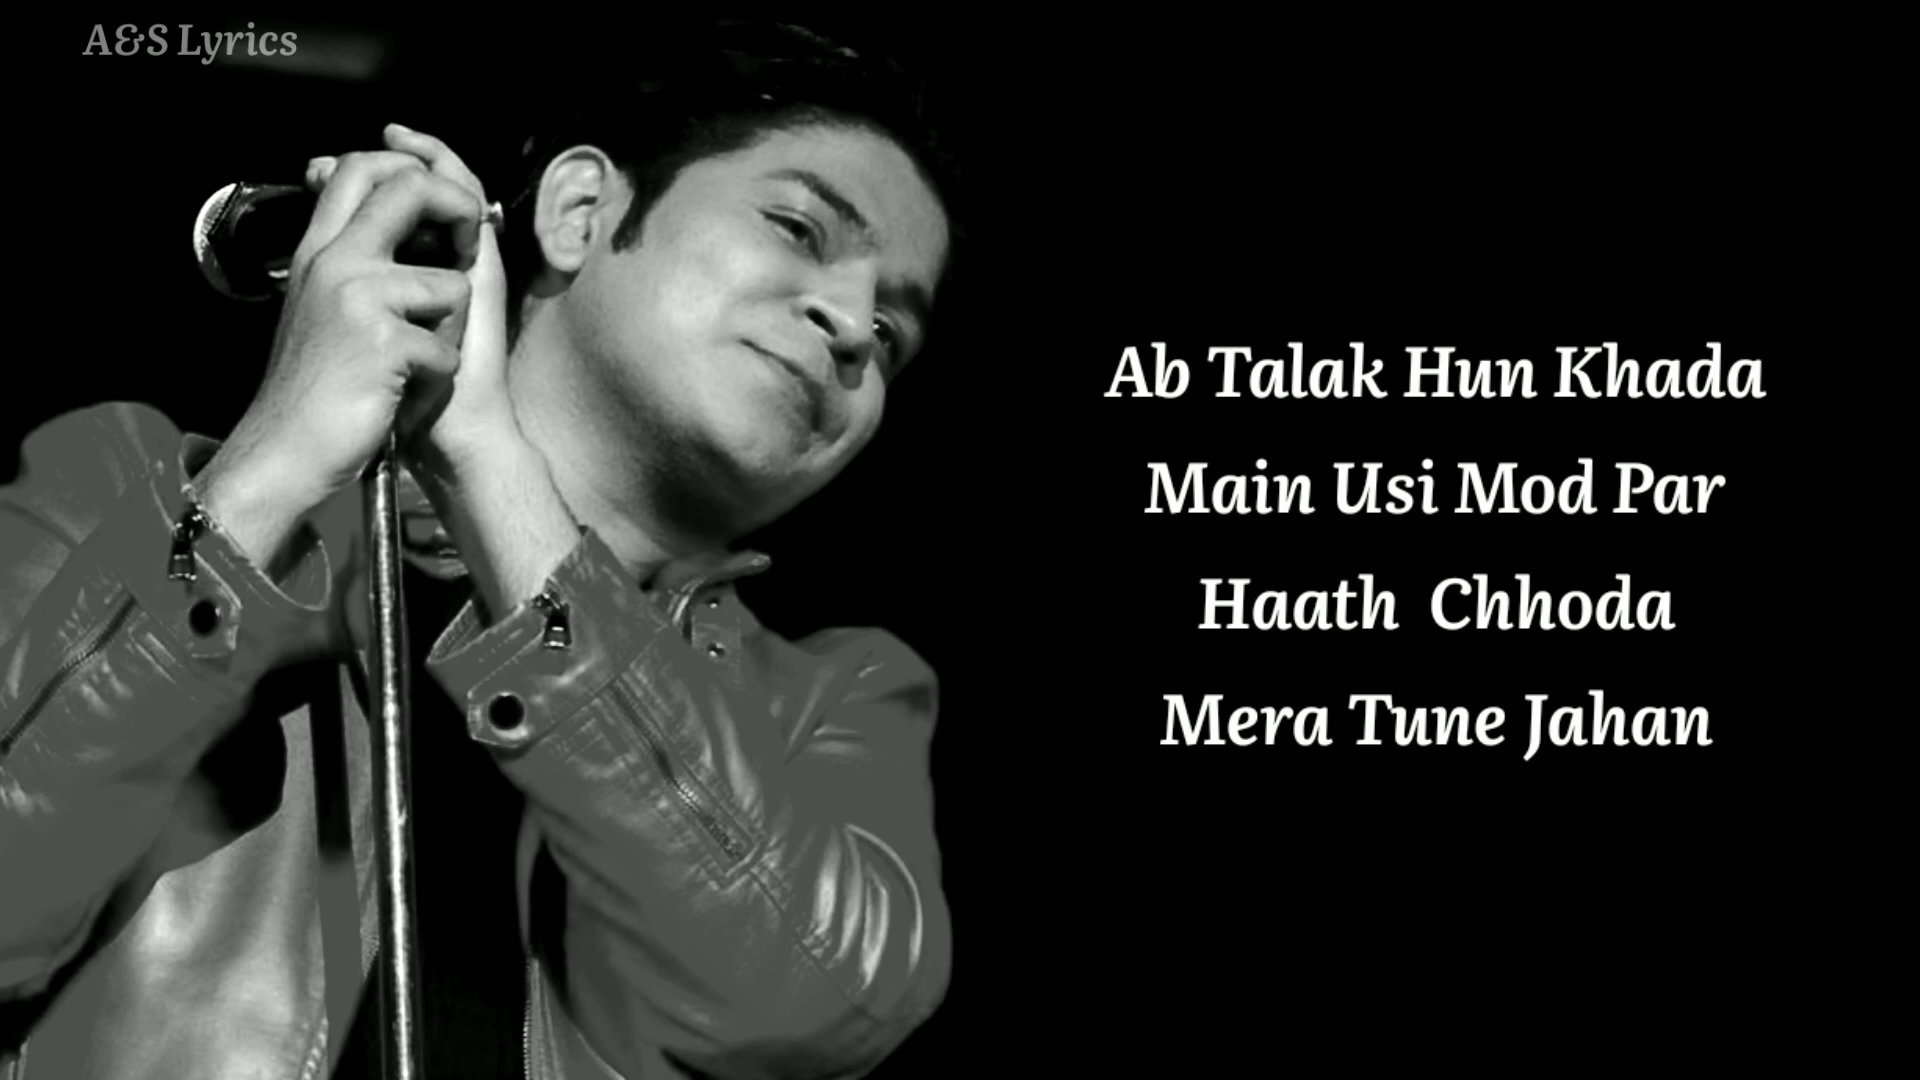 A&S Lyrics
Ab Talak Hun Khada
Main Usi Mod Par
Haath Chhoda
Mera Tune Jahan